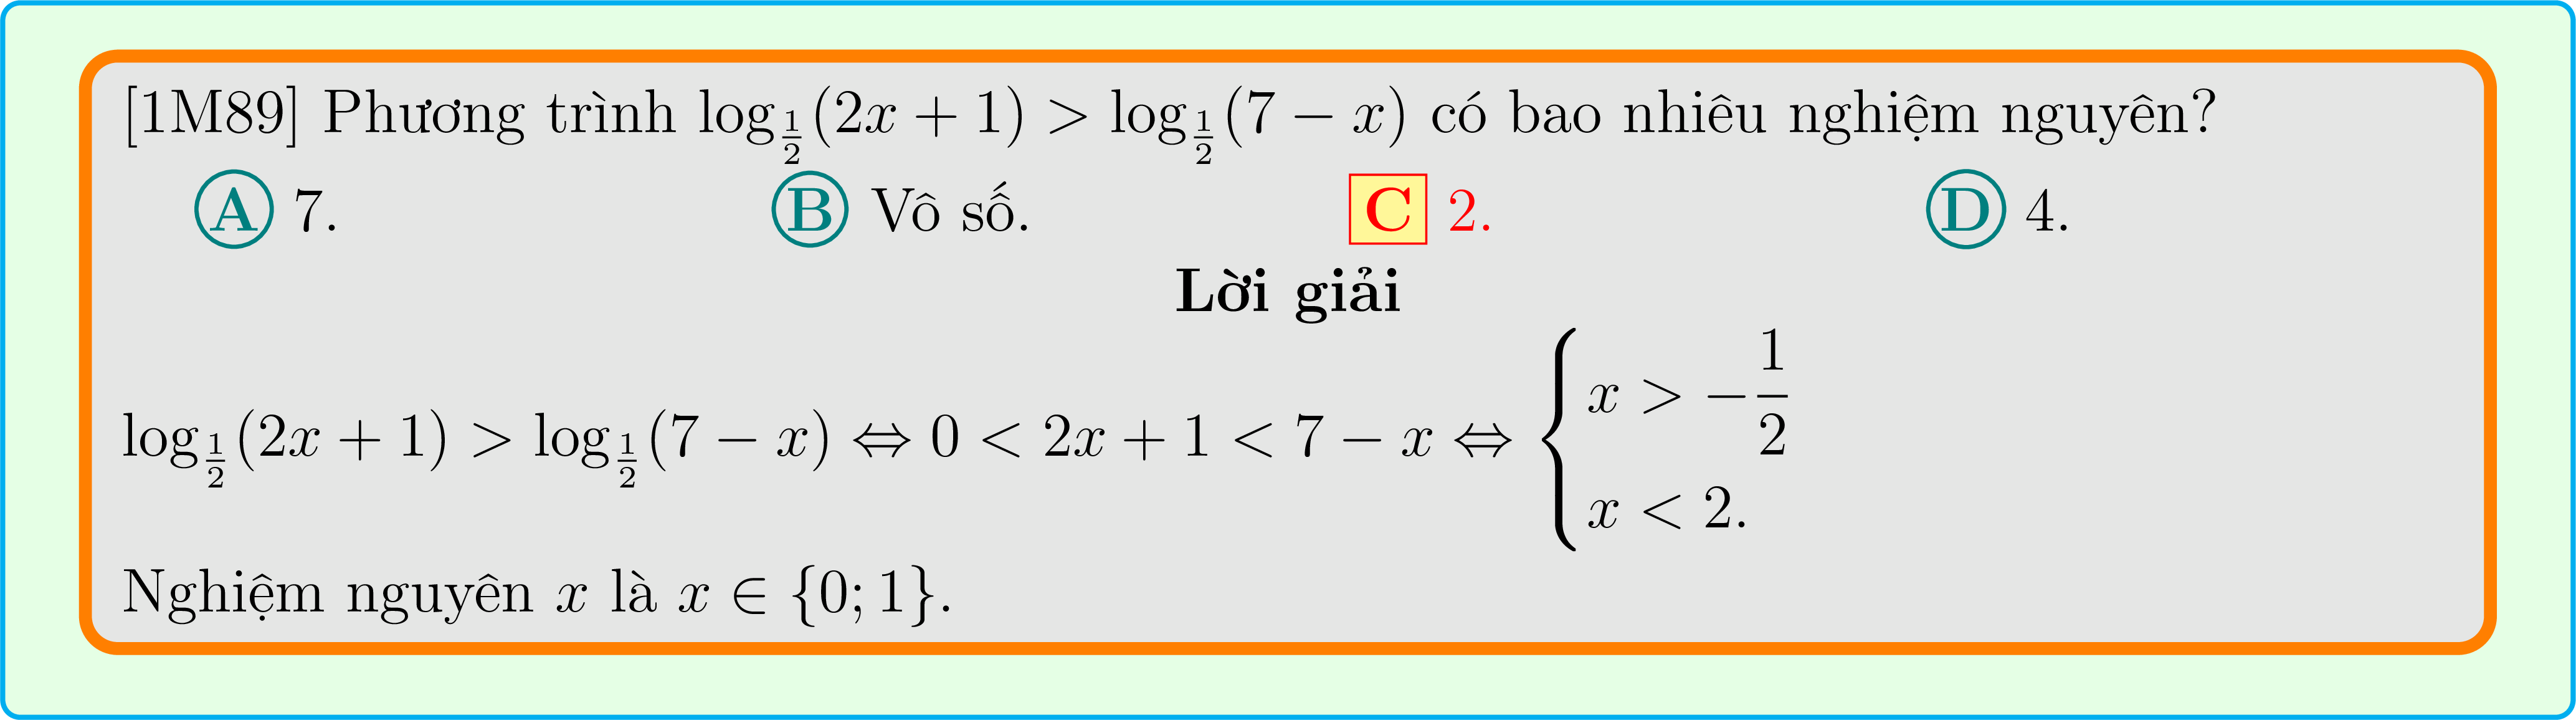 [1M89] Phương trình $\log_{\frac{1}{2}}(2x + 1) > \log_{\frac{1}{2}}(7 - x)$ có bao nhiêu nghiệm nguyên?
A 7. B Vô số. C 2. D 4.
Lời giải
$\log_{\frac{1}{2}}(2x + 1) > \log_{\frac{1}{2}}(7 - x) \Leftrightarrow 0 < 2x + 1 < 7 - x \Leftrightarrow \begin{cases} x > -\dfrac{1}{2} \\ x < 2. \end{cases}$
Nghiệm nguyên $x$ là $x \in \{0; 1\}$.